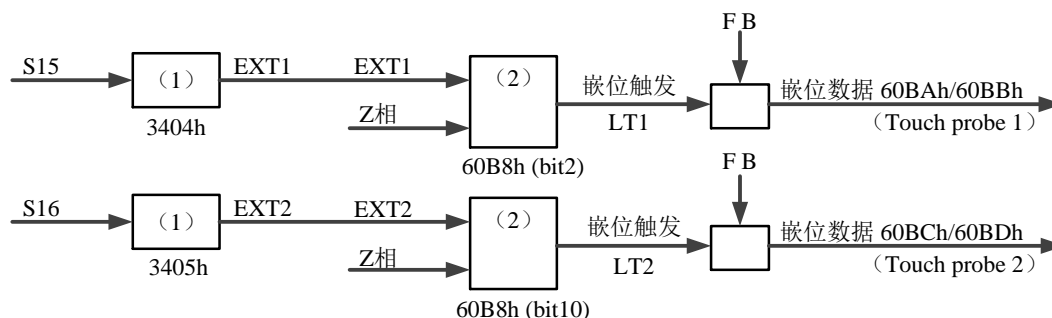 F B
S15
（1）
EXT1
EXT1
（2）
嵌位触发
嵌位数据 60BAh/60BBh
Z相
LT1
（Touch probe 1）
3404h
60B8h (bit2)
F B
S16
（1）
EXT2
EXT2
（2）
嵌位触发
嵌位数据 60BCh/60BDh
Z相
LT2
（Touch probe 2）
3405h
60B8h (bit10)